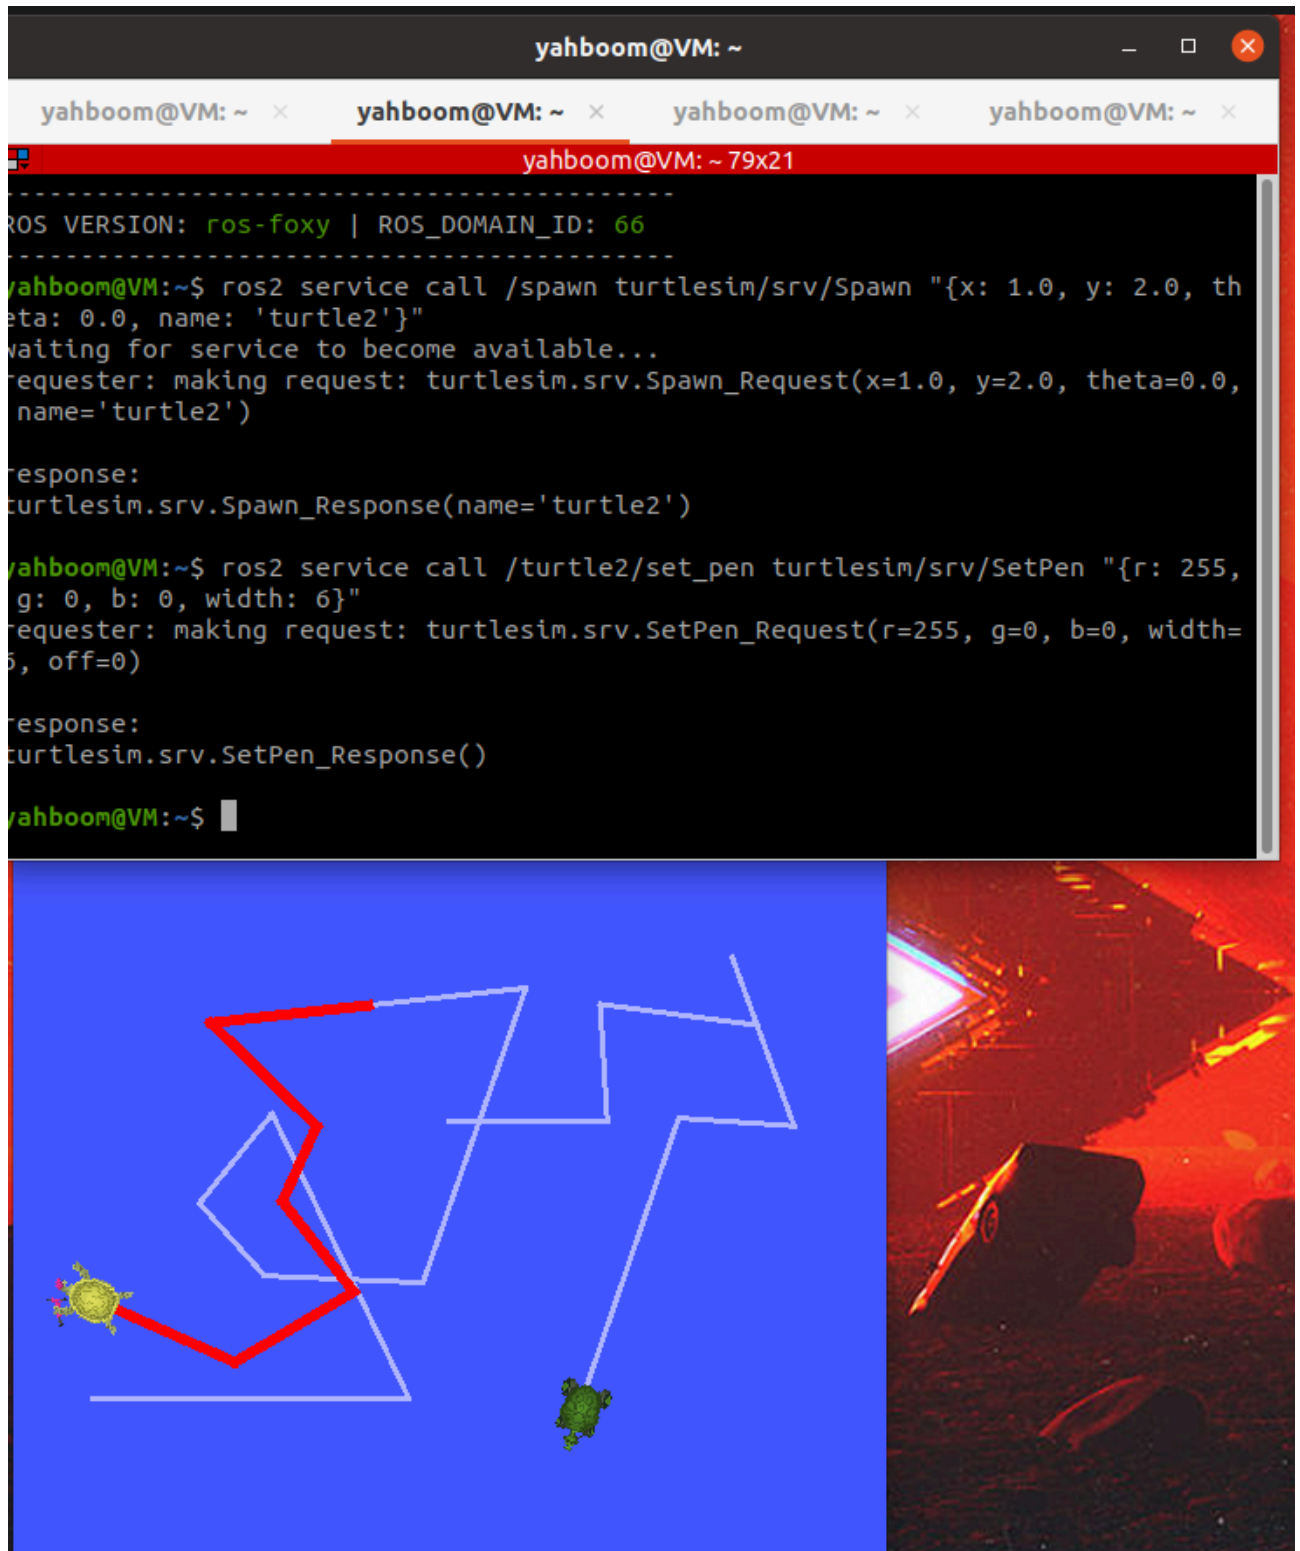 yahboom@VM: ~
yahboom@VM: ~ × yahboom@VM: ~ × yahboom@VM: ~ × yahboom@VM: ~ ×
yahboom@VM: ~ 79x21
---------------------------------------------
ROS VERSION: ros-foxy | ROS_DOMAIN_ID: 66
---------------------------------------------
yahboom@VM:~$ ros2 service call /spawn turtlesim/srv/Spawn "{x: 1.0, y: 2.0, th
eta: 0.0, name: 'turtle2'}"
waiting for service to become available...
requester: making request: turtlesim.srv.Spawn_Request(x=1.0, y=2.0, theta=0.0,
name='turtle2')
response:
turtlesim.srv.Spawn_Response(name='turtle2')
yahboom@VM:~$ ros2 service call /turtle2/set_pen turtlesim/srv/SetPen "{r: 255,
g: 0, b: 0, width: 6}"
requester: making request: turtlesim.srv.SetPen_Request(r=255, g=0, b=0, width=
6, off=0)
response:
turtlesim.srv.SetPen_Response()
yahboom@VM:~$